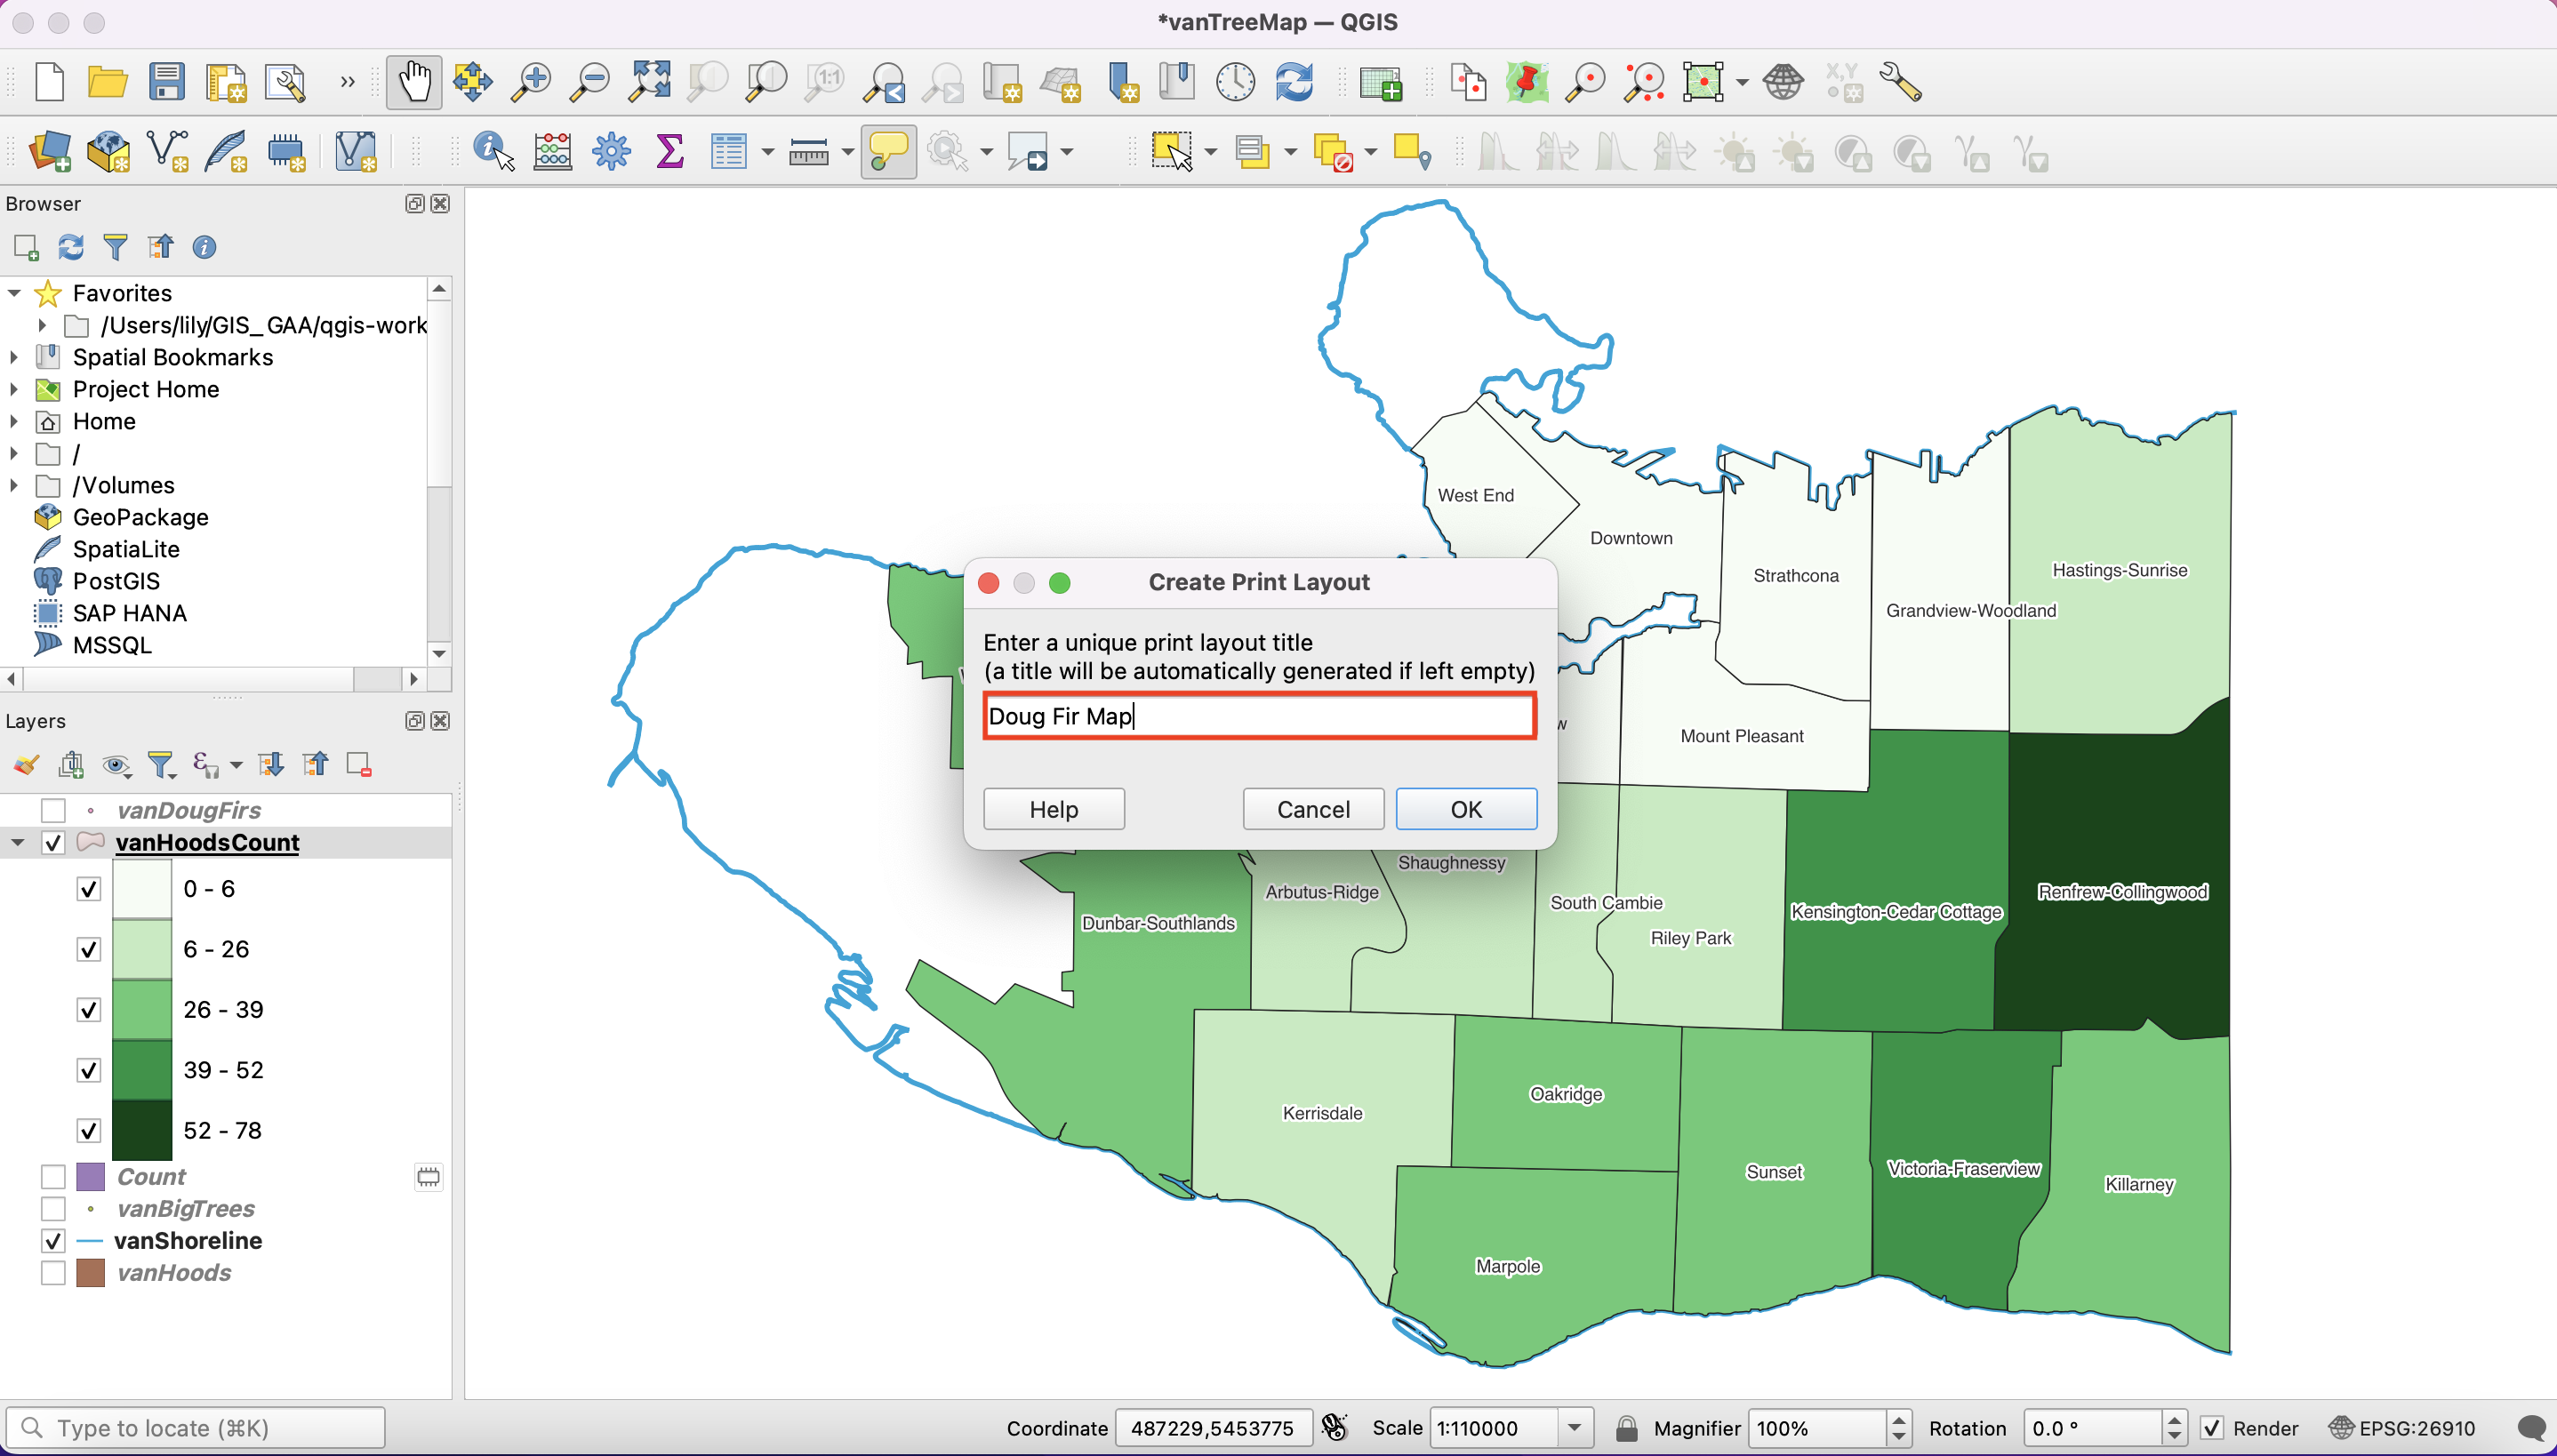 *vanTreeMap — QGIS
1:1
X,Y
Browser
Favorites
/Users/lily/GIS_GAA/qgis-work
Spatial Bookmarks
Project Home
Home
/
/Volumes
GeoPackage
SpatiaLite
PostGIS
SAP HANA
MSSQL
Layers
vanDougFirs
vanHoodsCount
0 - 6
6 - 26
26 - 39
39 - 52
52 - 78
Count
vanBigTrees
vanShoreline
vanHoods
West End
Downtown
Strathcona
Grandview-Woodland
Hastings-Sunrise
Create Print Layout
Enter a unique print layout title
(a title will be automatically generated if left empty)
Doug Fir Map
Help
Cancel
OK
w
Mount Pleasant
Shaughnessy
Arbutus-Ridge
Dunbar-Southlands
South Cambie
Riley Park
Kensington-Cedar Cottage
Renfrew-Collingwood
Kerrisdale
Oakridge
Marpole
Sunset
Victoria-Fraserview
Killarney
Type to locate (⌘K)
Coordinate 487229,5453775
Scale 1:110000
Magnifier 100%
Rotation 0.0 °
Render
EPSG:26910